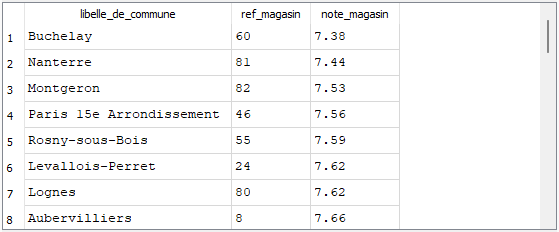 libelle_de_commune ref_magasin note_magasin
1 Buchelay 60 7.38
2 Nanterre 81 7.44
3 Montgeron 82 7.53
4 Paris 15e Arrondissement 46 7.56
5 Rosny-sous-Bois 55 7.59
6 Levallois-Perret 24 7.62
7 Lognes 80 7.62
8 Aubervilliers 8 7.66